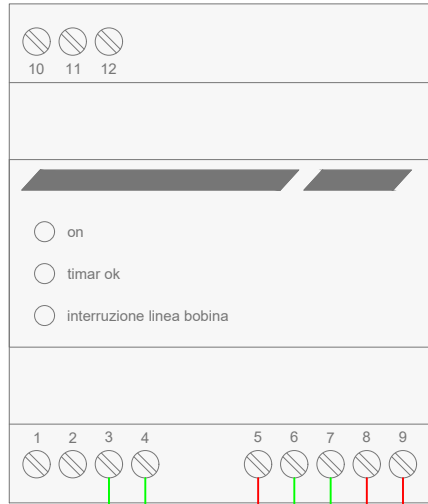 10 11 12
on
timar ok
interruzione linea bobina
1 2 3 4 5 6 7 8 9